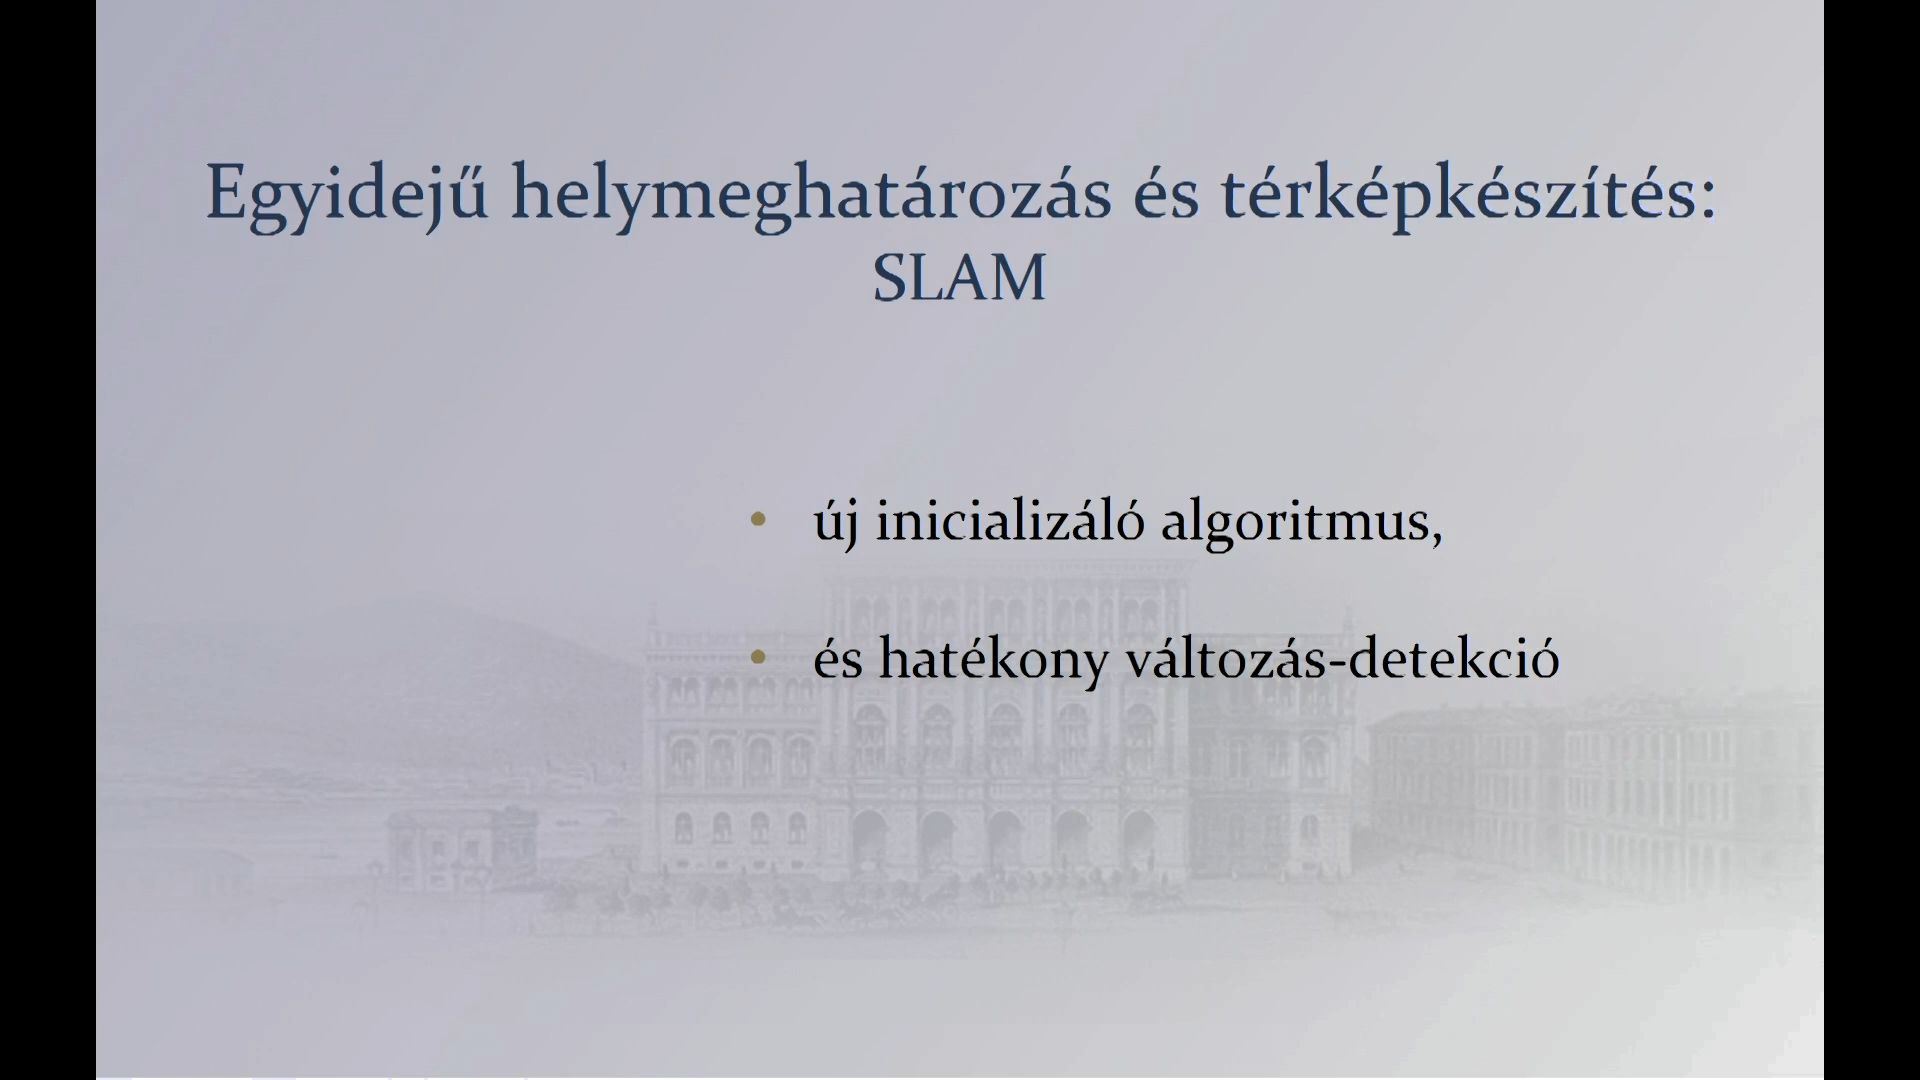 Egyidejű helymeghatározás és térképkészítés:
SLAM
• új inicializáló algoritmus,
• és hatékony változás-detekció